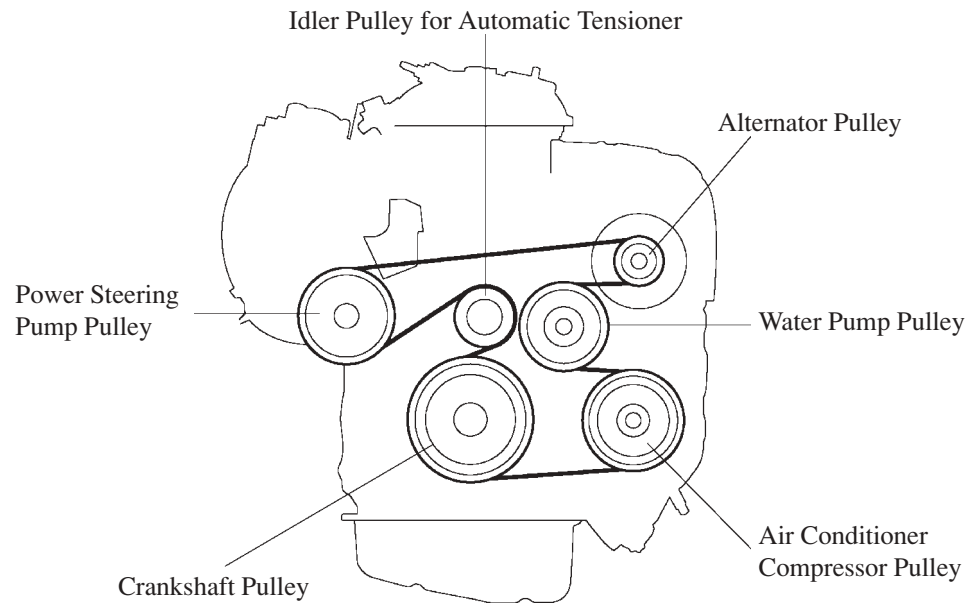 Idler Pulley for Automatic Tensioner
Alternator Pulley
Power Steering
Pump Pulley
Water Pump Pulley
Air Conditioner
Compressor Pulley
Crankshaft Pulley